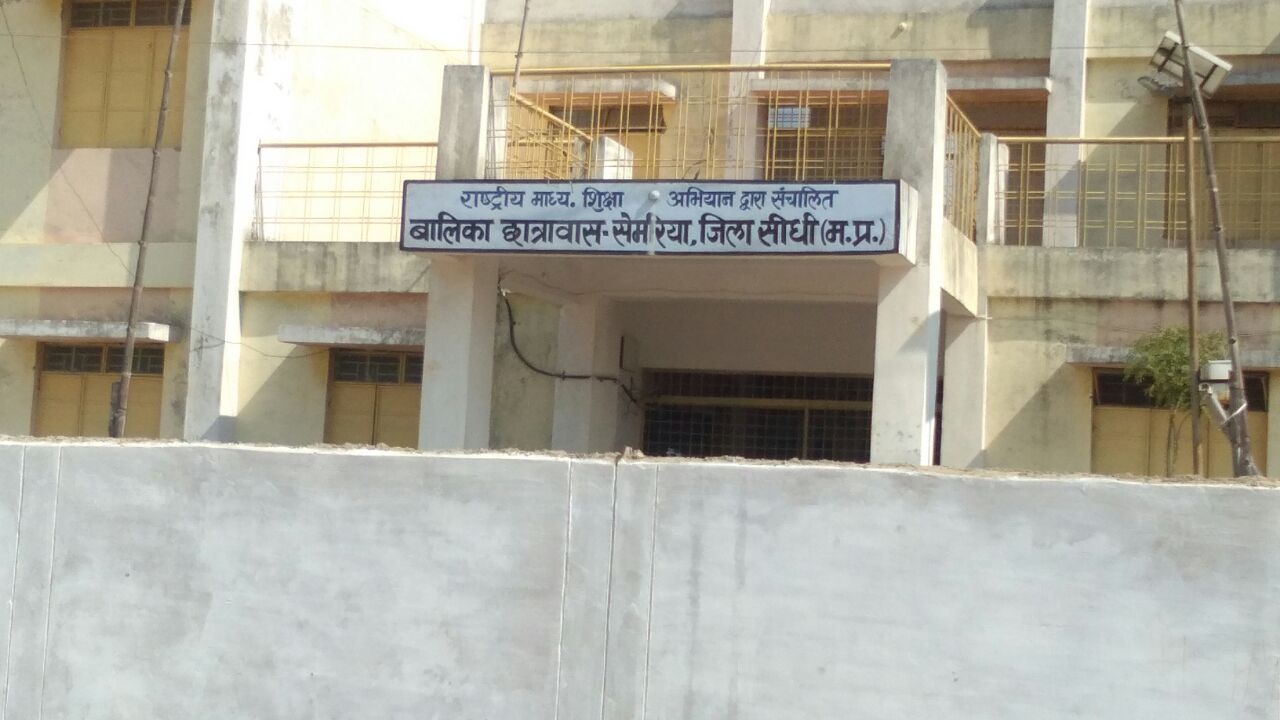 राष्ट्रीय माध्य. शिक्षा अभियान द्वारा संचालित
बालिका छात्रावास-सेमरिया, जिला सीधी (म.प्र.)